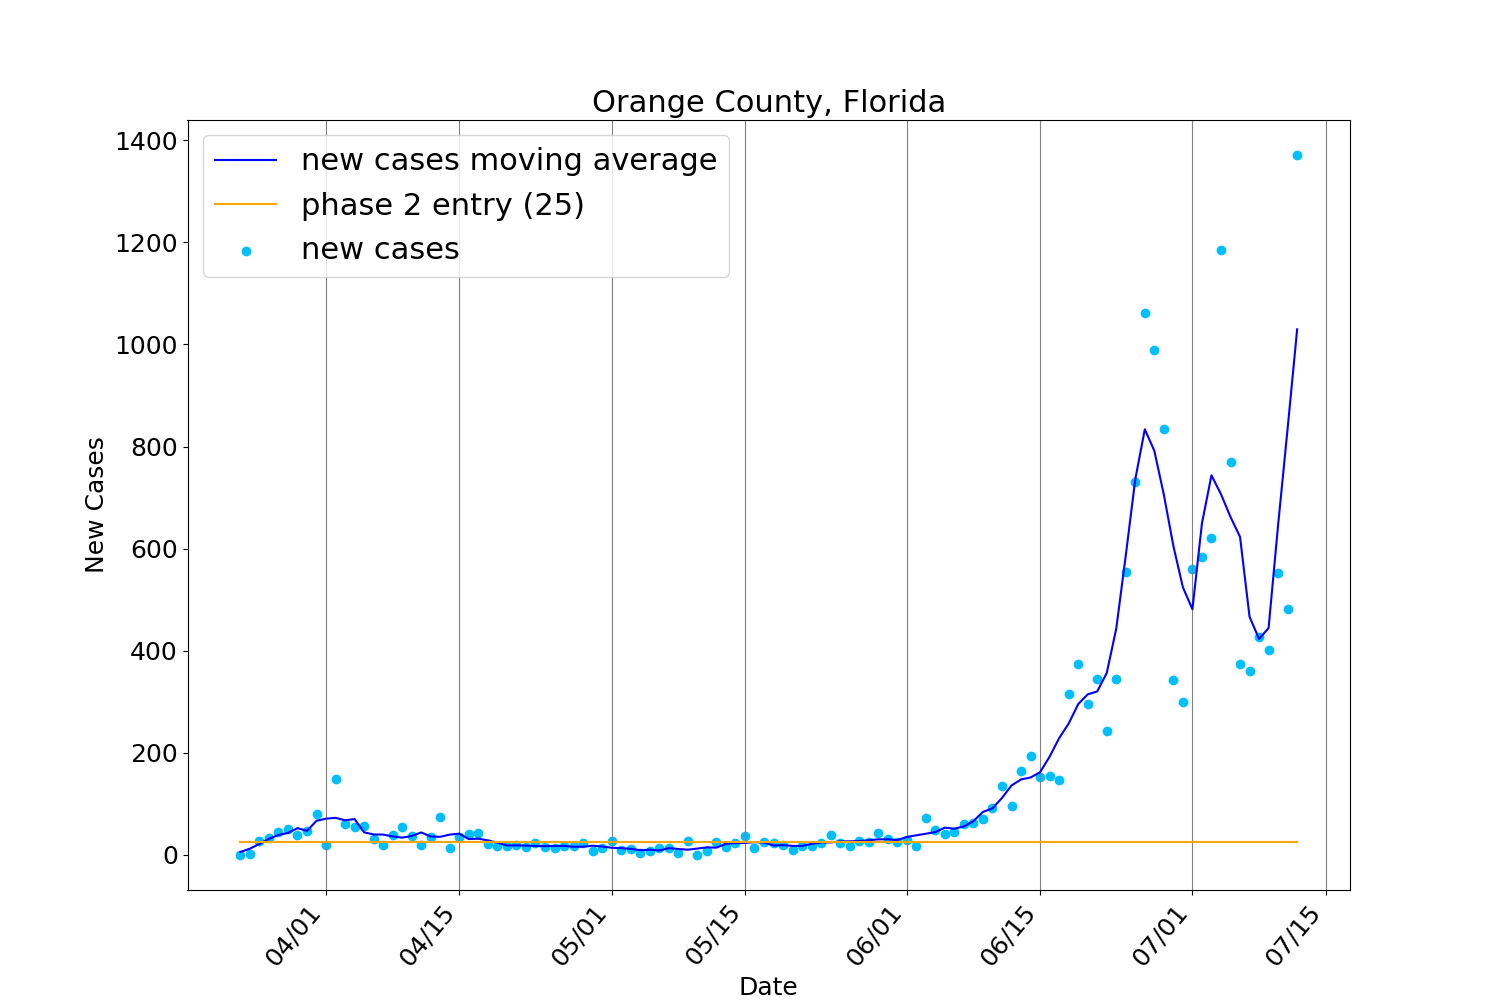 Orange County, Florida
new cases moving average
phase 2 entry (25)
new cases
1400
1200
1000
800
600
400
200
0
New Cases
04/01
04/15
05/01
05/15
06/01
06/15
07/01
07/15
Date